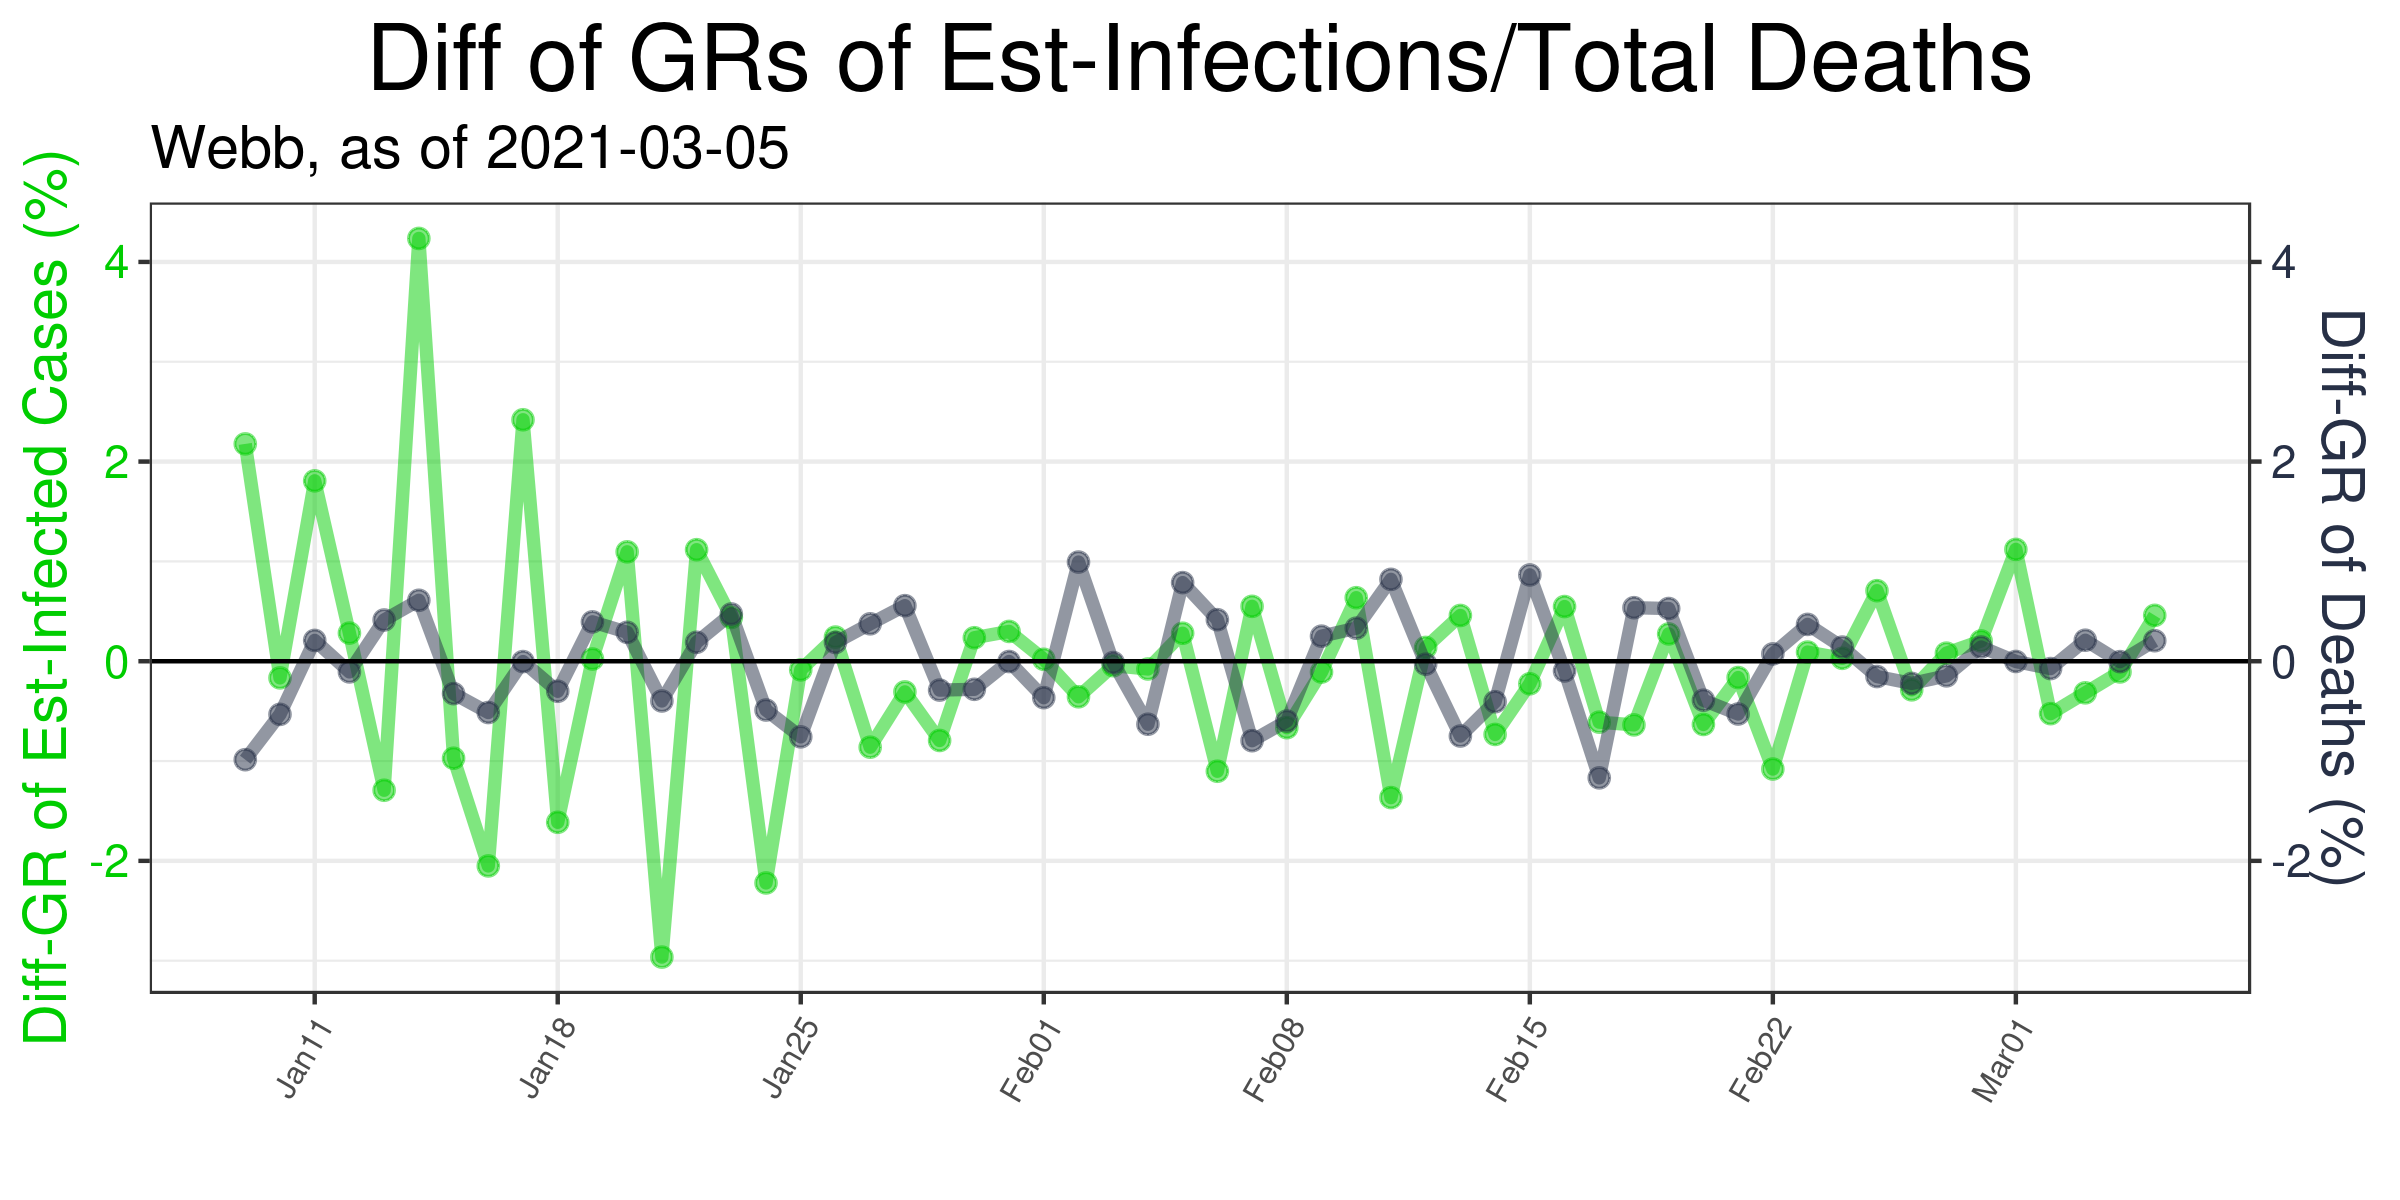 Diff of GRs of Est-Infections/Total Deaths
Webb, as of 2021-03-05
Diff-GR of Est-Infected Cases (%)
4
2
0
-2
4
2
0
-2
Diff-GR of Deaths (%)
Jan11
Jan18
Jan25
Feb01
Feb08
Feb15
Feb22
Mar01